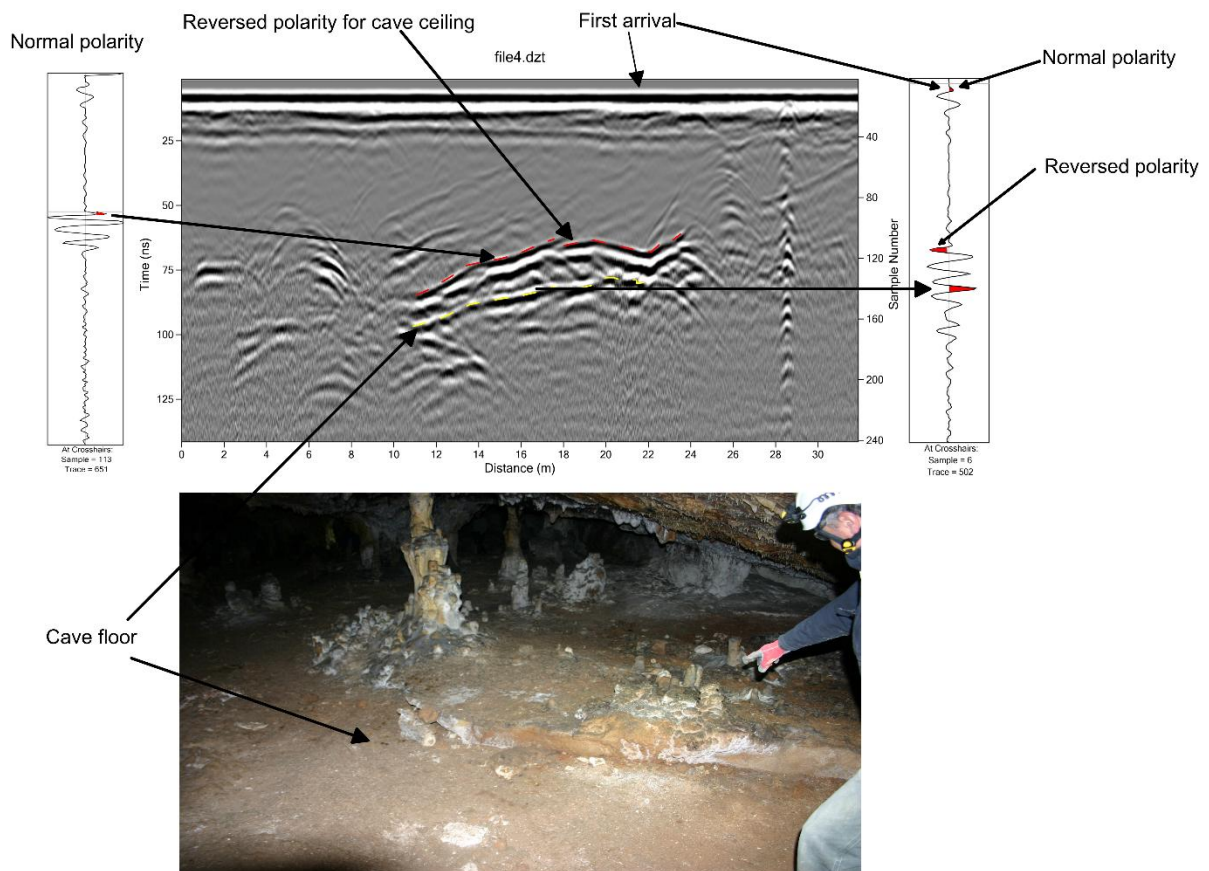 Reversed polarity for cave ceiling
First arrival
Normal polarity
Normal polarity
file4.dzt
Reversed polarity
25
50
75
100
125
Time (ns)
40
80
120
160
200
240
Sample Number
0 2 4 6 8 10 12 14 16 18 20 22 24 26 28 30
Distance (m)
At Crosshairs:
Sample = 113
Trace = 651
At Crosshairs:
Sample = 6
Trace = 502
Cave floor